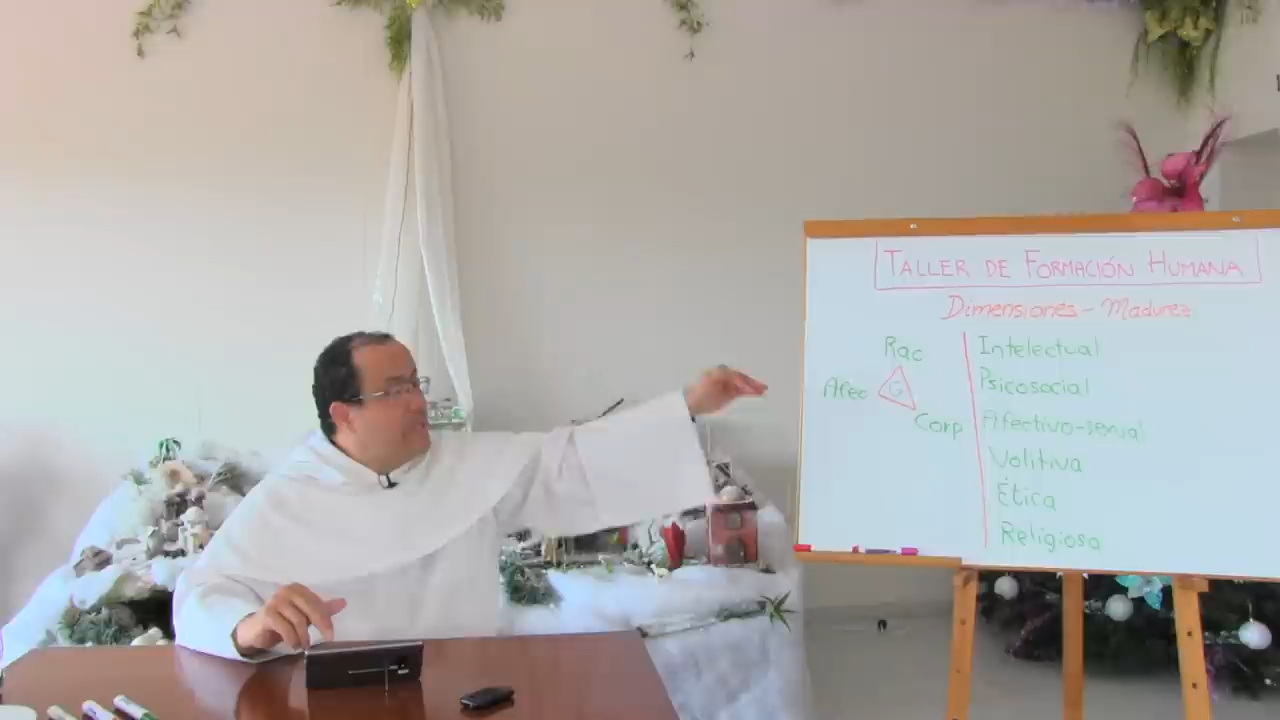 TALLER DE FORMACIÓN HUMANA
Dimensiones - Madurez
Rac
Afec
G
Corp
Intelectual
Psicosocial
Afectivo-sexual
Volitiva
Ética
Religiosa